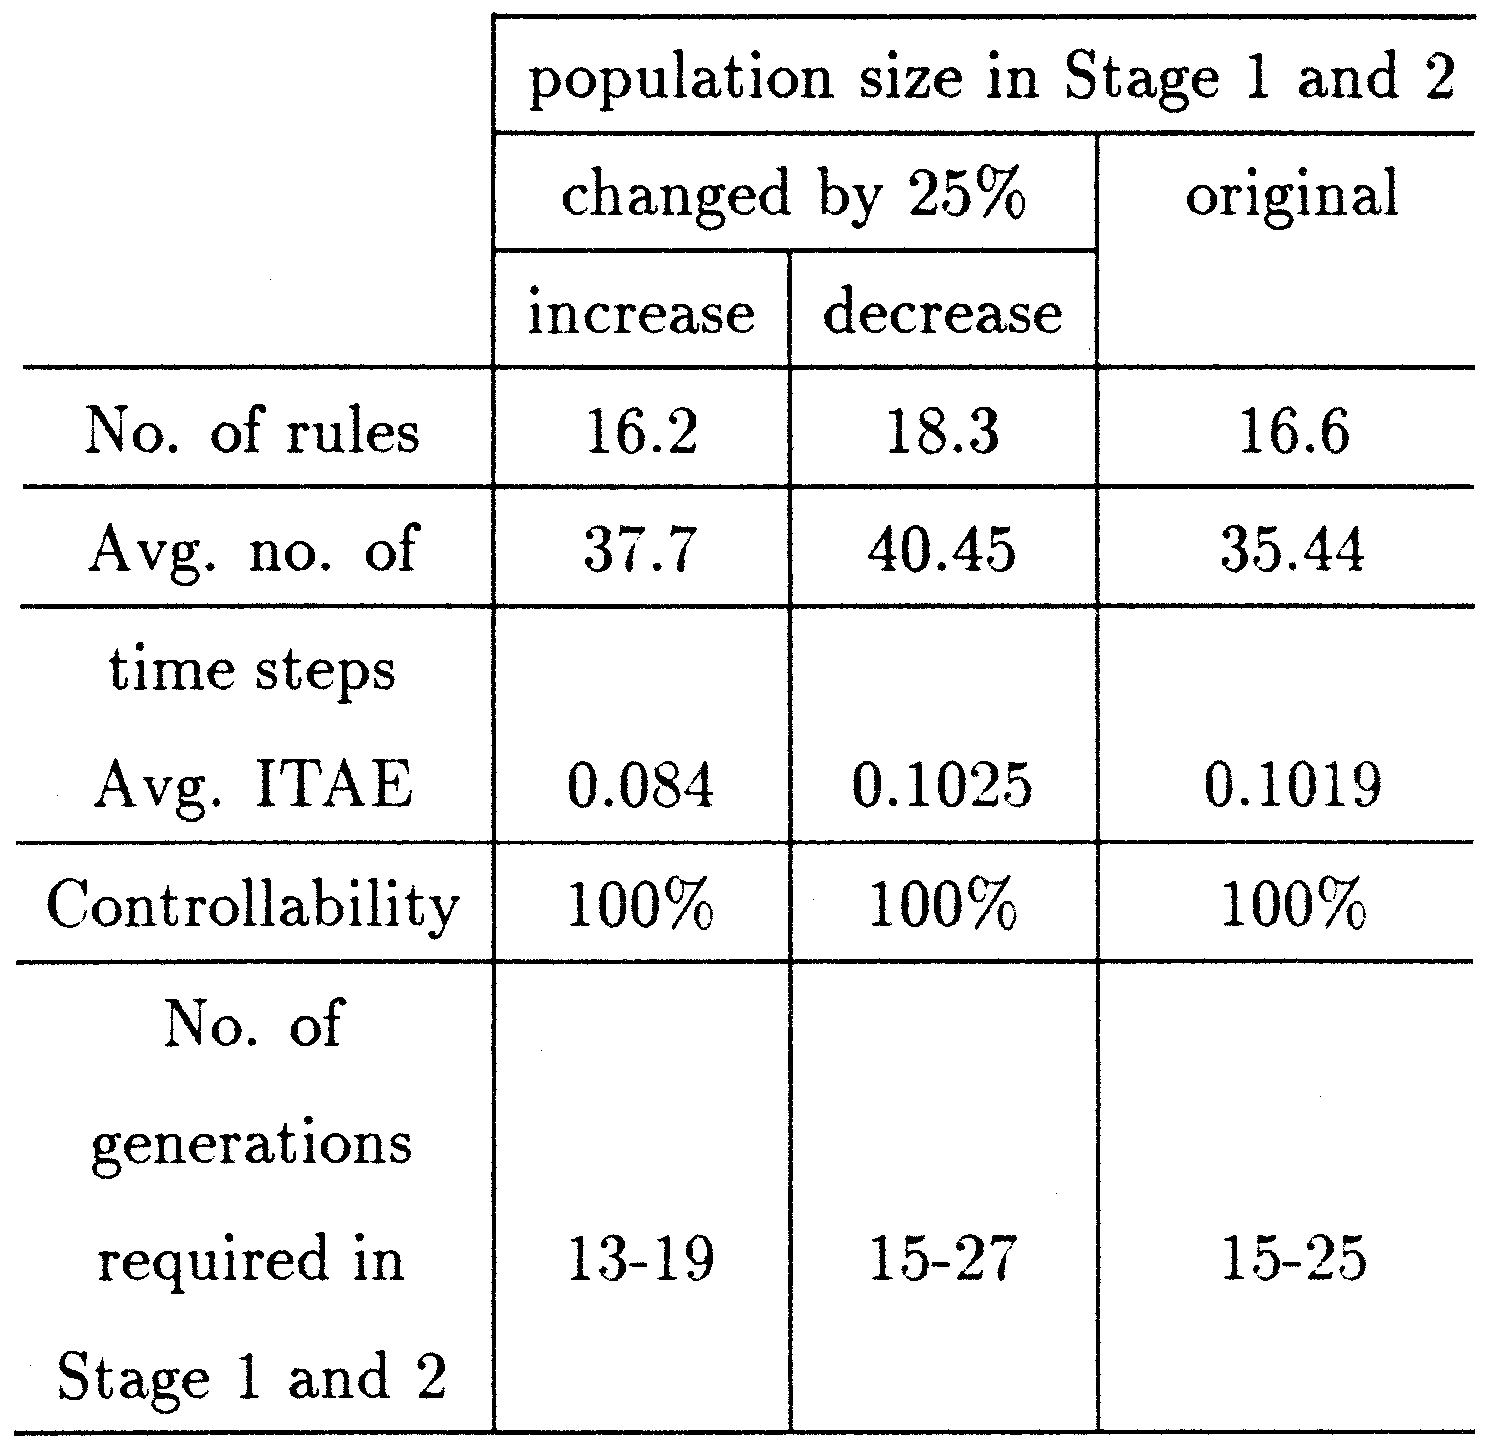 population size in Stage 1 and 2
changed by 25% original
increase decrease
No. of rules 16.2 18.3 16.6
Avg. no. of 37.7 40.45 35.44
time steps
Avg. ITAE 0.084 0.1025 0.1019
Controllability 100% 100% 100%
No. of
generations
required in 13-19 15-27 15-25
Stage 1 and 2